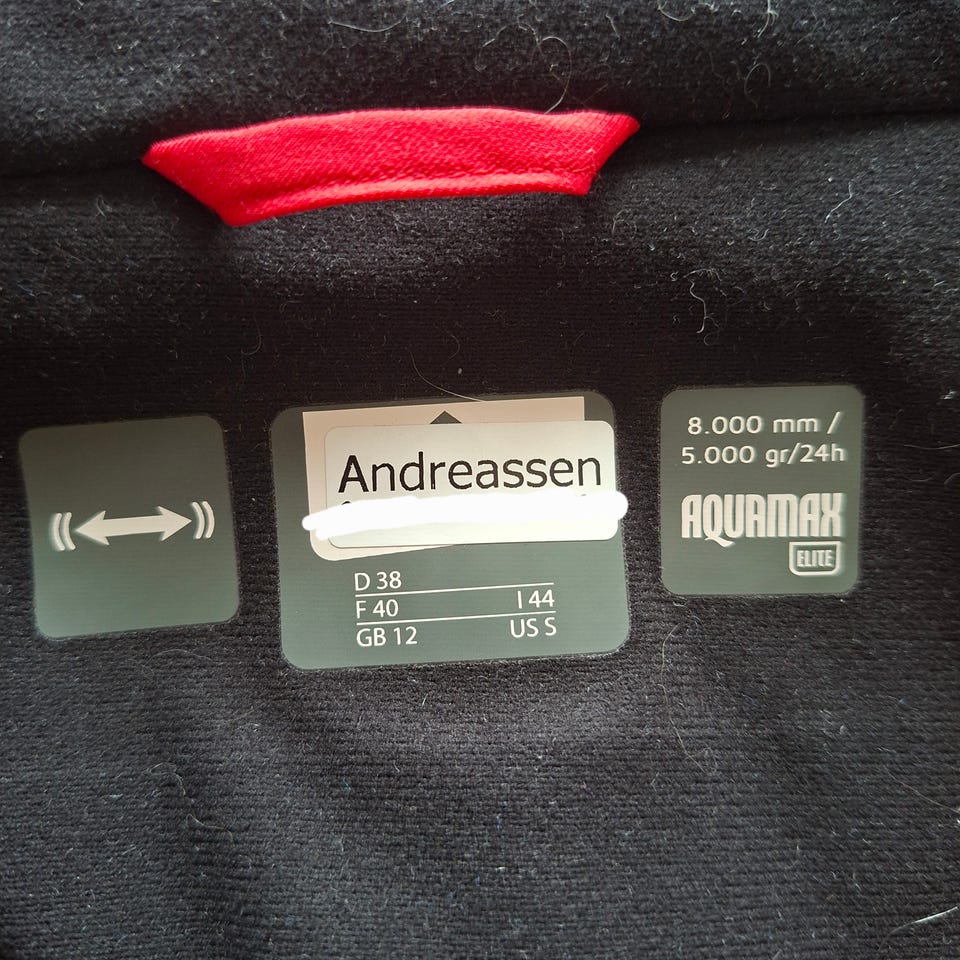 Andreassen
D 38
F 40 I 44
GB 12 US S
8.000 mm /
5.000 gr/24h
AQUAMAX
ELITE